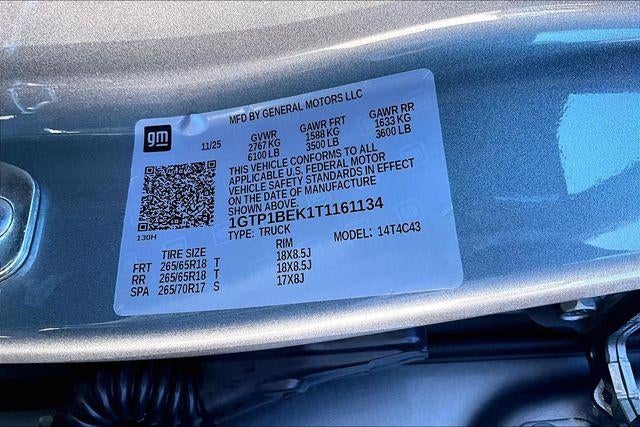 MFD BY GENERAL MOTORS LLC
gm
11/25
GVWR GAWR FRT GAWR RR
2767 KG 1588 KG 1633 KG
6100 LB 3500 LB 3600 LB
THIS VEHICLE CONFORMS TO ALL
APPLICABLE U.S. FEDERAL MOTOR
VEHICLE SAFETY STANDARDS IN EFFECT
ON THE DATE OF MANUFACTURE
SHOWN ABOVE.
1GTP1BEK1T1161134
130H
TYPE: TRUCK MODEL: 14T4C43
TIRE SIZE RIM
FRT 265/65R18 T 18X8.5J
RR 265/65R18 T 18X8.5J
SPA 265/70R17 S 17X8J